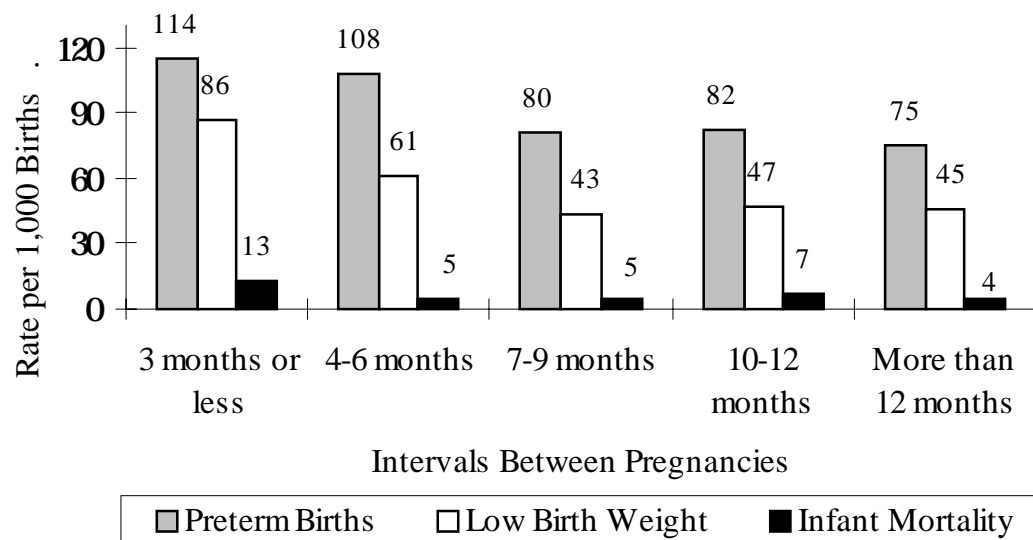 Rate per 1,000 Births .
120
90
60
30
0
114
86
13
108
61
5
80
43
5
82
47
7
75
45
4
3 months or
less
4-6 months
7-9 months
10-12
months
More than
12 months
Intervals Between Pregnancies
Preterm Births
Low Birth Weight
Infant Mortality